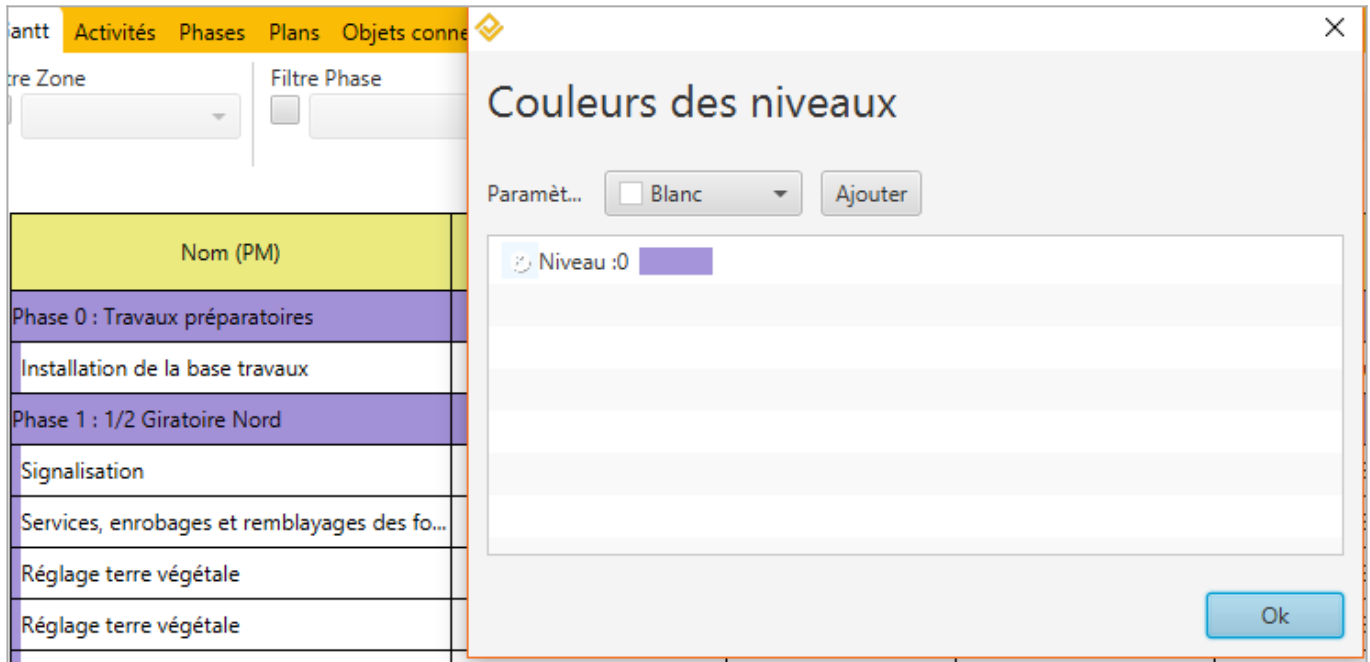 antt Activités Phases Plans Objets conne
tre Zone
Filtre Phase
Couleurs des niveaux
Paramèt... Blanc Ajouter
Niveau :0
Nom (PM)
Phase 0 : Travaux préparatoires
Installation de la base travaux
Phase 1 : 1/2 Giratoire Nord
Signalisation
Services, enrobages et remblayages des fo...
Réglage terre végétale
Réglage terre végétale
Ok